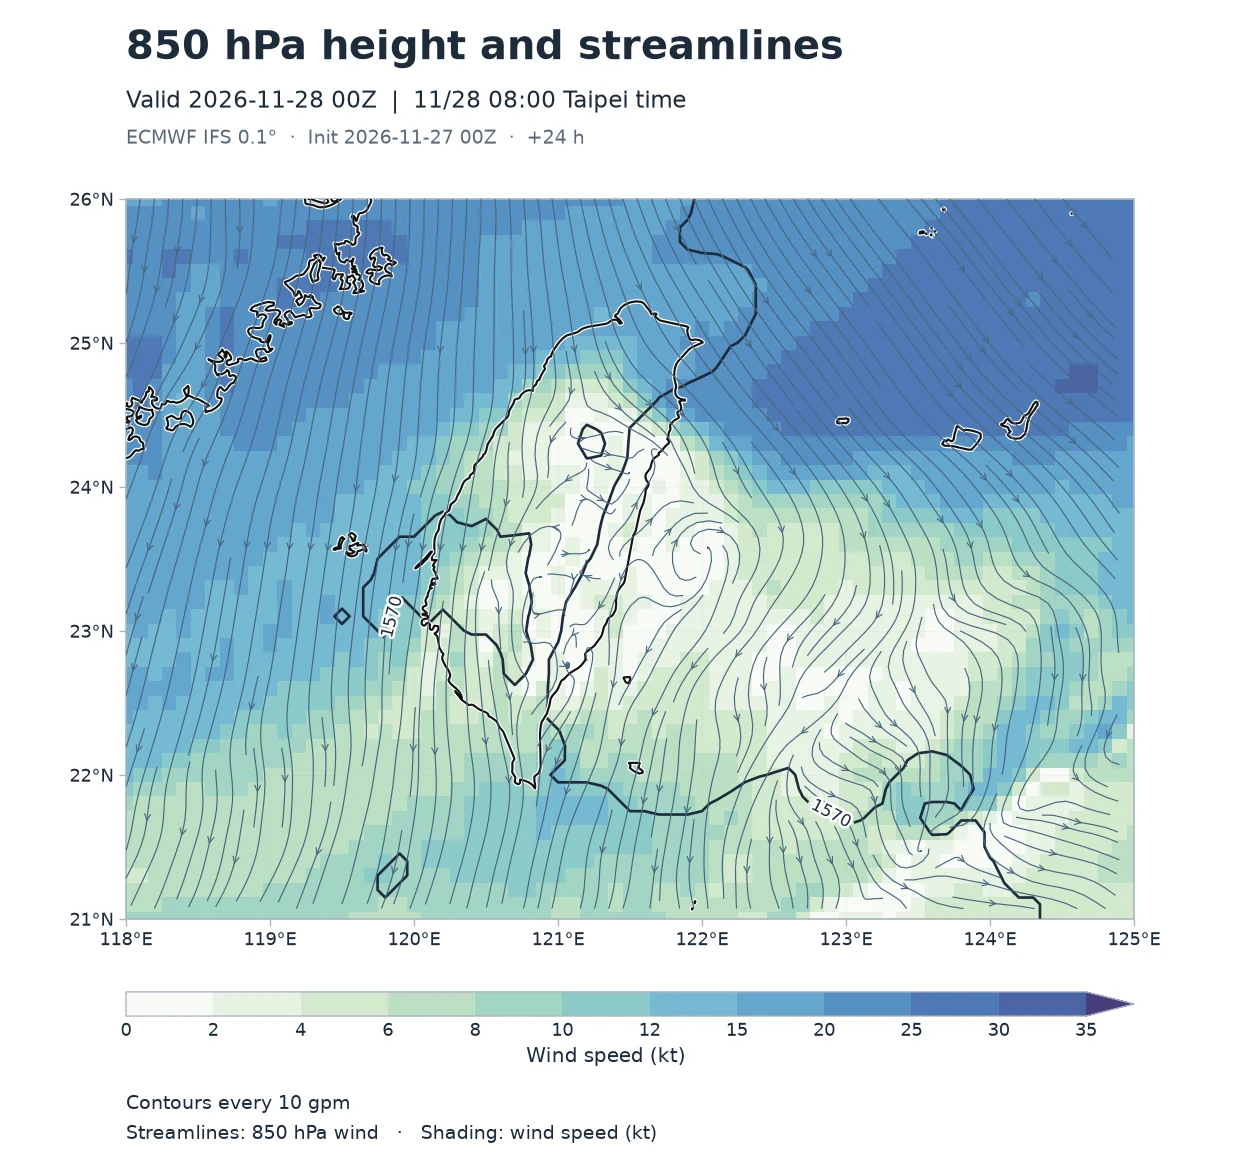 850 hPa height and streamlines
Valid 2026-11-28 00Z | 11/28 08:00 Taipei time
ECMWF IFS 0.1° · Init 2026-11-27 00Z · +24 h
26°N
25°N
24°N
23°N
22°N
21°N
1570
1570
118°E 119°E 120°E 121°E 122°E 123°E 124°E 125°E
0 2 4 6 8 10 12 15 20 25 30 35
Wind speed (kt)
Contours every 10 gpm
Streamlines: 850 hPa wind · Shading: wind speed (kt)